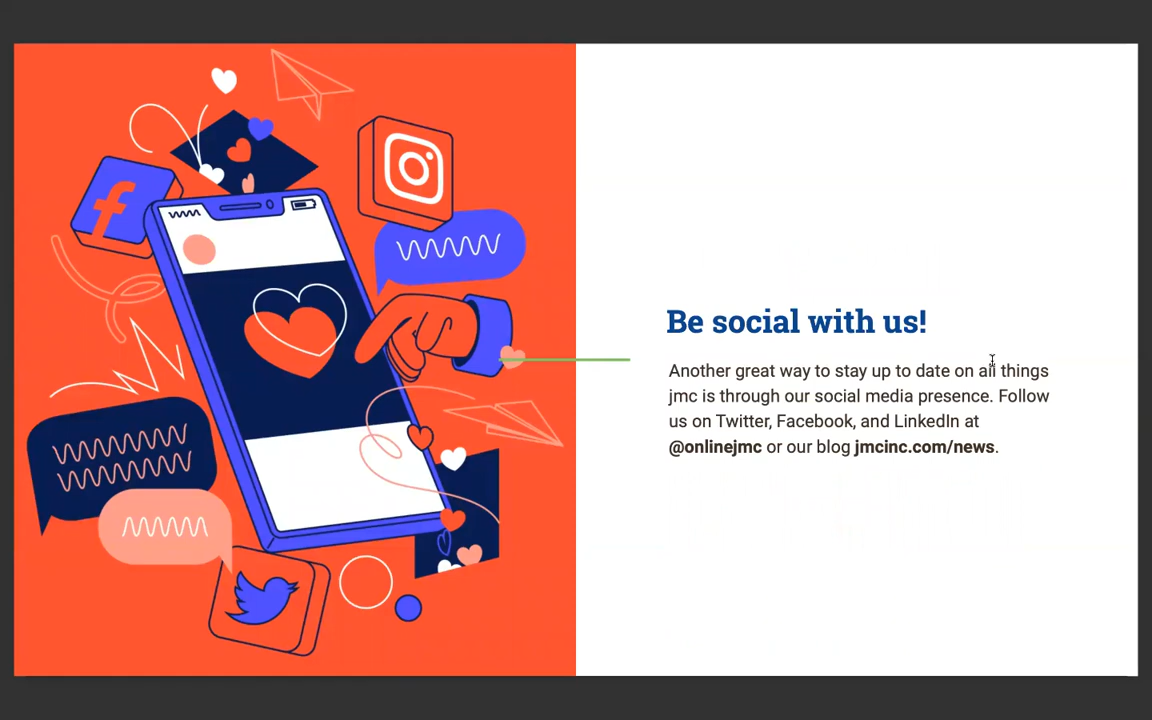 Be social with us!
Another great way to stay up to date on all things
jmc is through our social media presence. Follow
us on Twitter, Facebook, and LinkedIn at
@onlinejmc or our blog jmcinc.com/news.